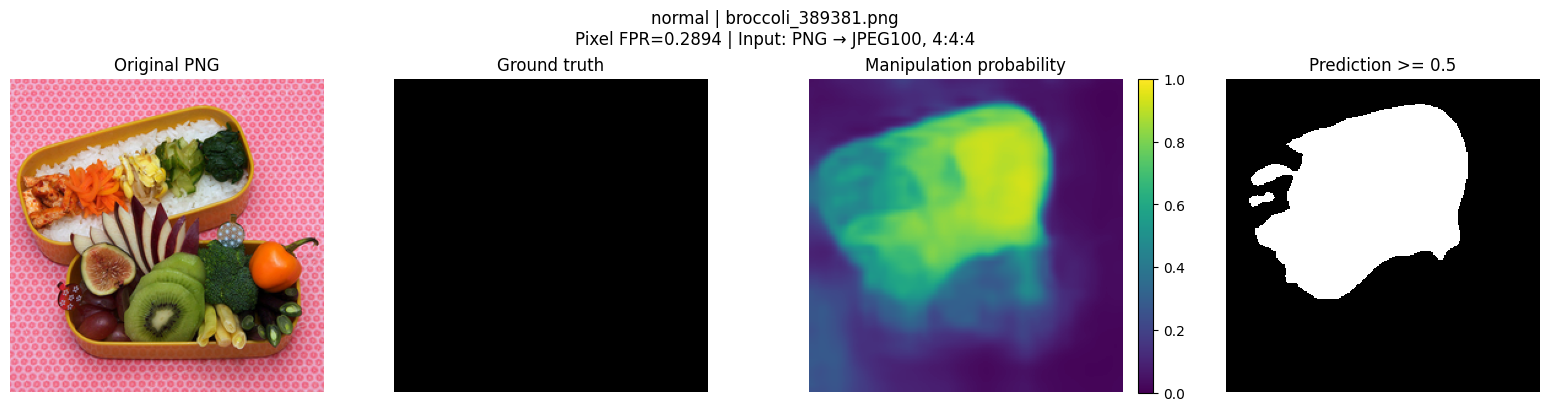 normal | broccoli_389381.png
Pixel FPR=0.2894 | Input: PNG → JPEG100, 4:4:4
Original PNG
Ground truth
Manipulation probability
Prediction >= 0.5
1.0
0.8
0.6
0.4
0.2
0.0